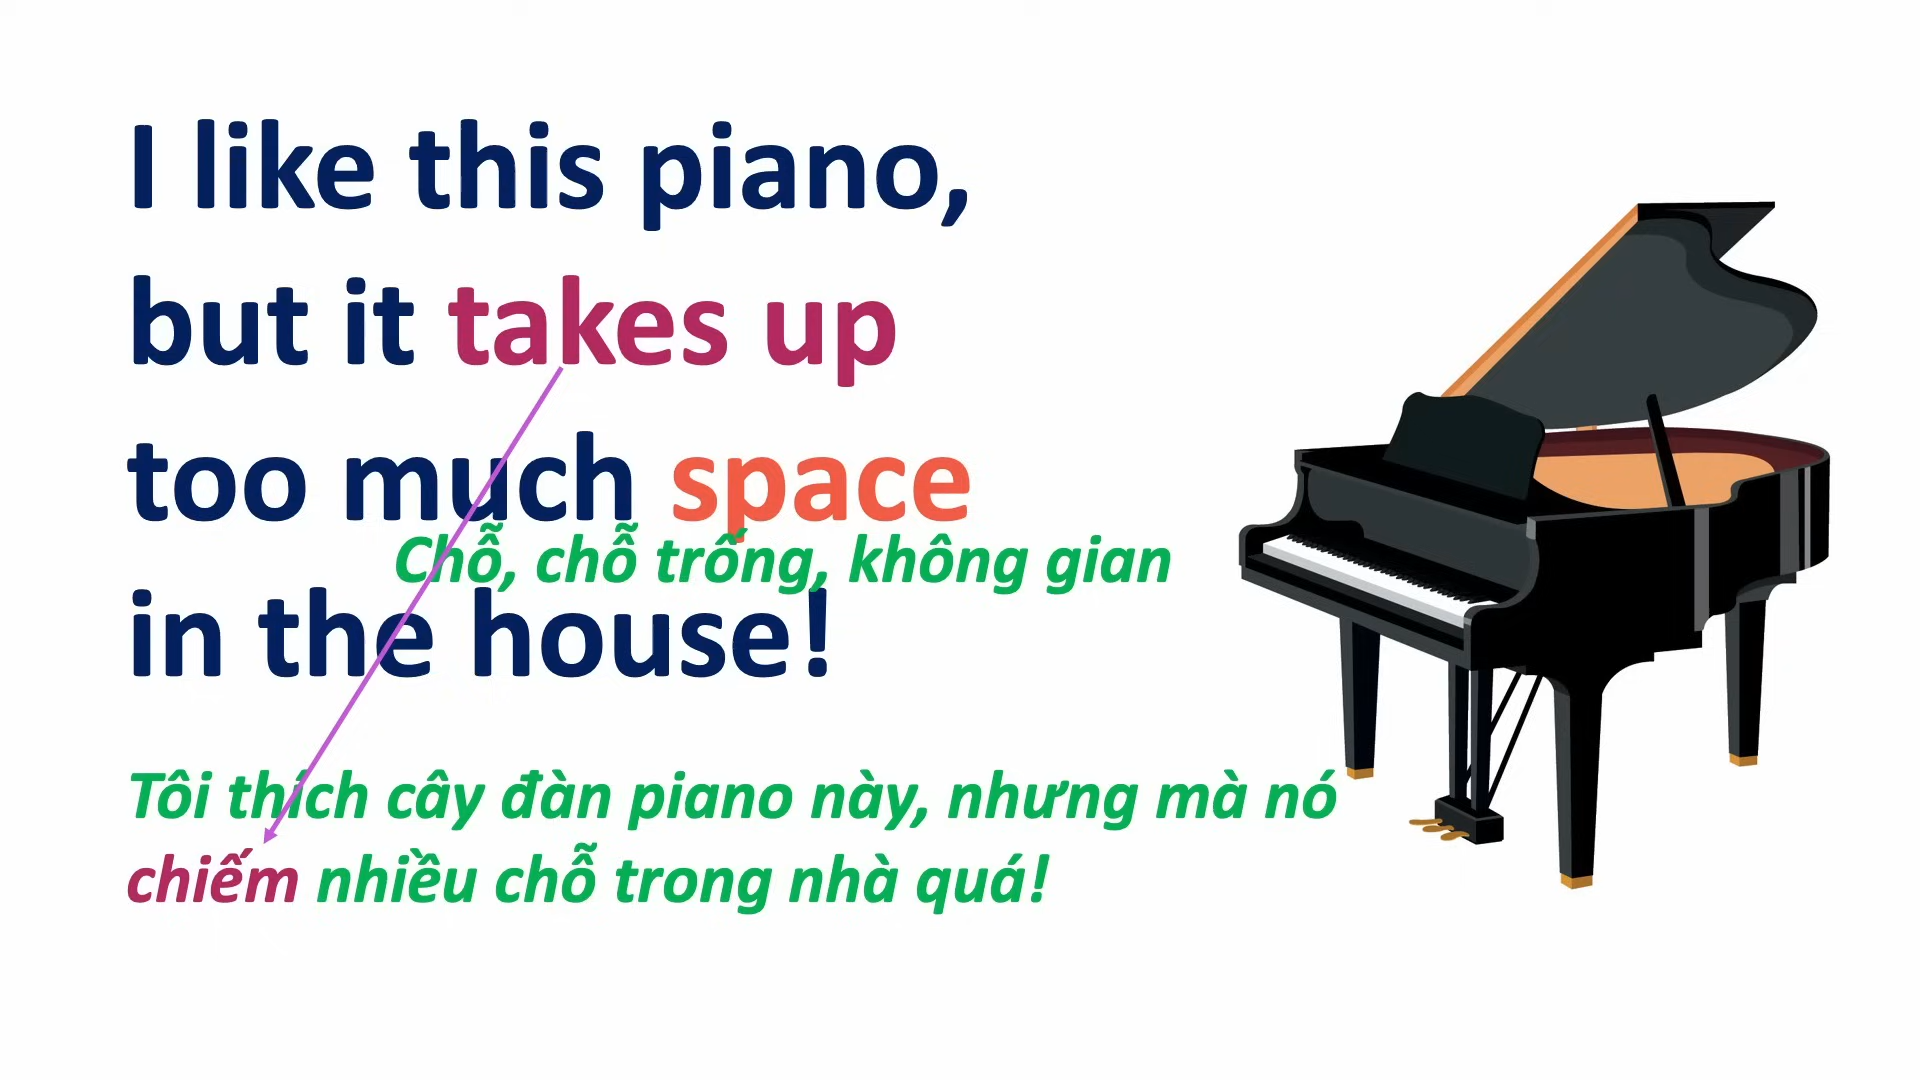 I like this piano,
but it takes up
too much space
Chỗ, chỗ trống, không gian
in the house!
Tôi thích cây đàn piano này, nhưng mà nó
chiếm nhiều chỗ trong nhà quá!